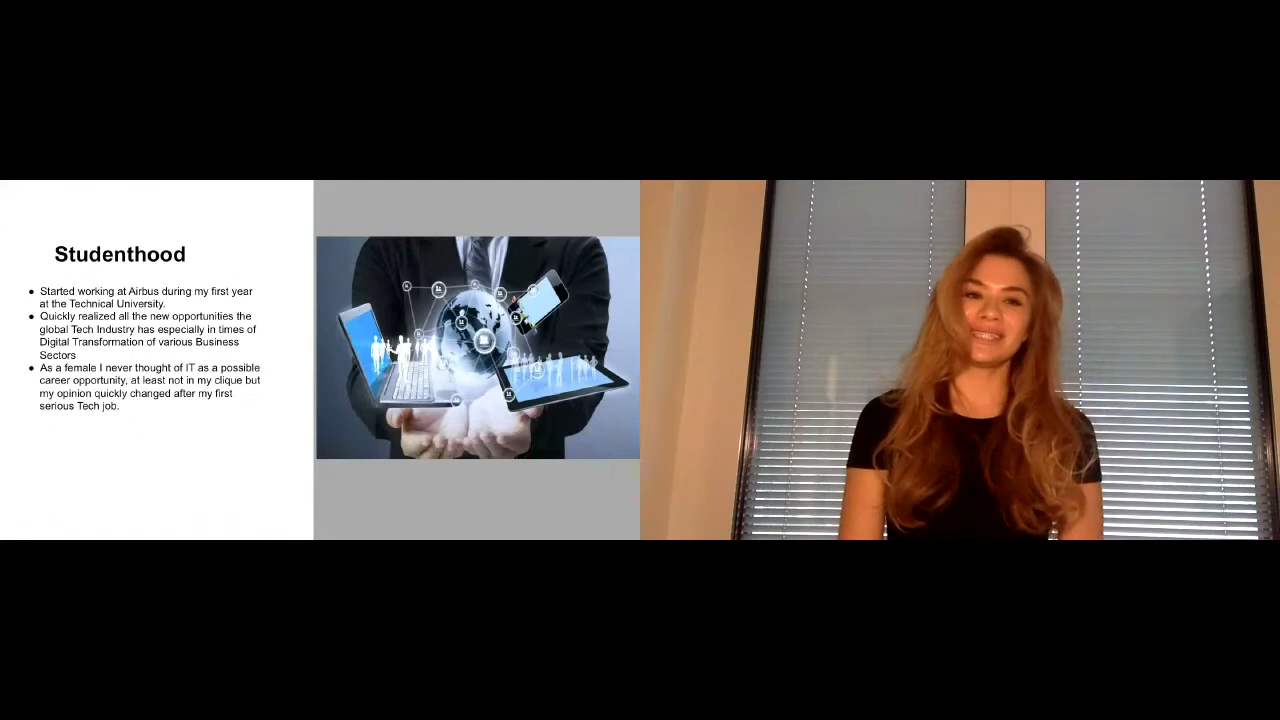 Studenthood
● Started working at Airbus during my first year
at the Technical University.
● Quickly realized all the new opportunities the
global Tech Industry has especially in times of
Digital Transformation of various Business
Sectors
● As a female I never thought of IT as a possible
career opportunity, at least not in my clique but
my opinion quickly changed after my first
serious Tech job.